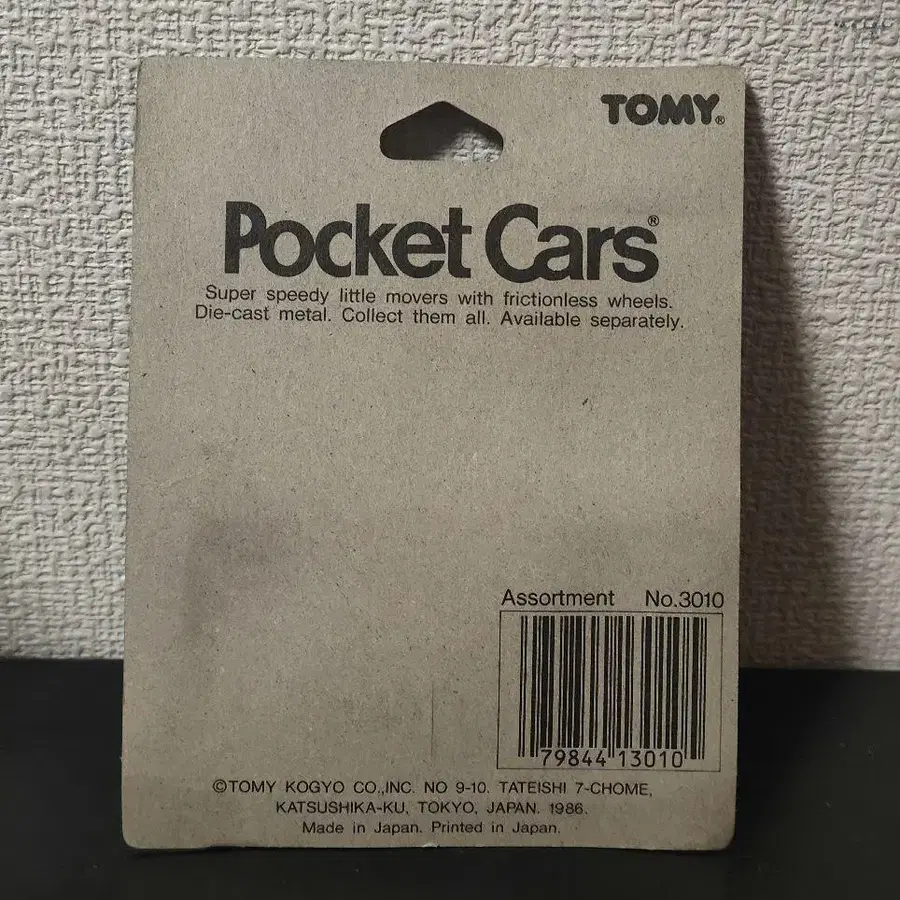 TOMY®
Pocket Cars®
Super speedy little movers with frictionless wheels.
Die-cast metal. Collect them all. Available separately.
Assortment No.3010
79844 13010
©TOMY KOGYO CO.,INC. NO 9-10. TATEISHI 7-CHOME,
KATSUSHIKA-KU, TOKYO, JAPAN. 1986.
Made in Japan. Printed in Japan.